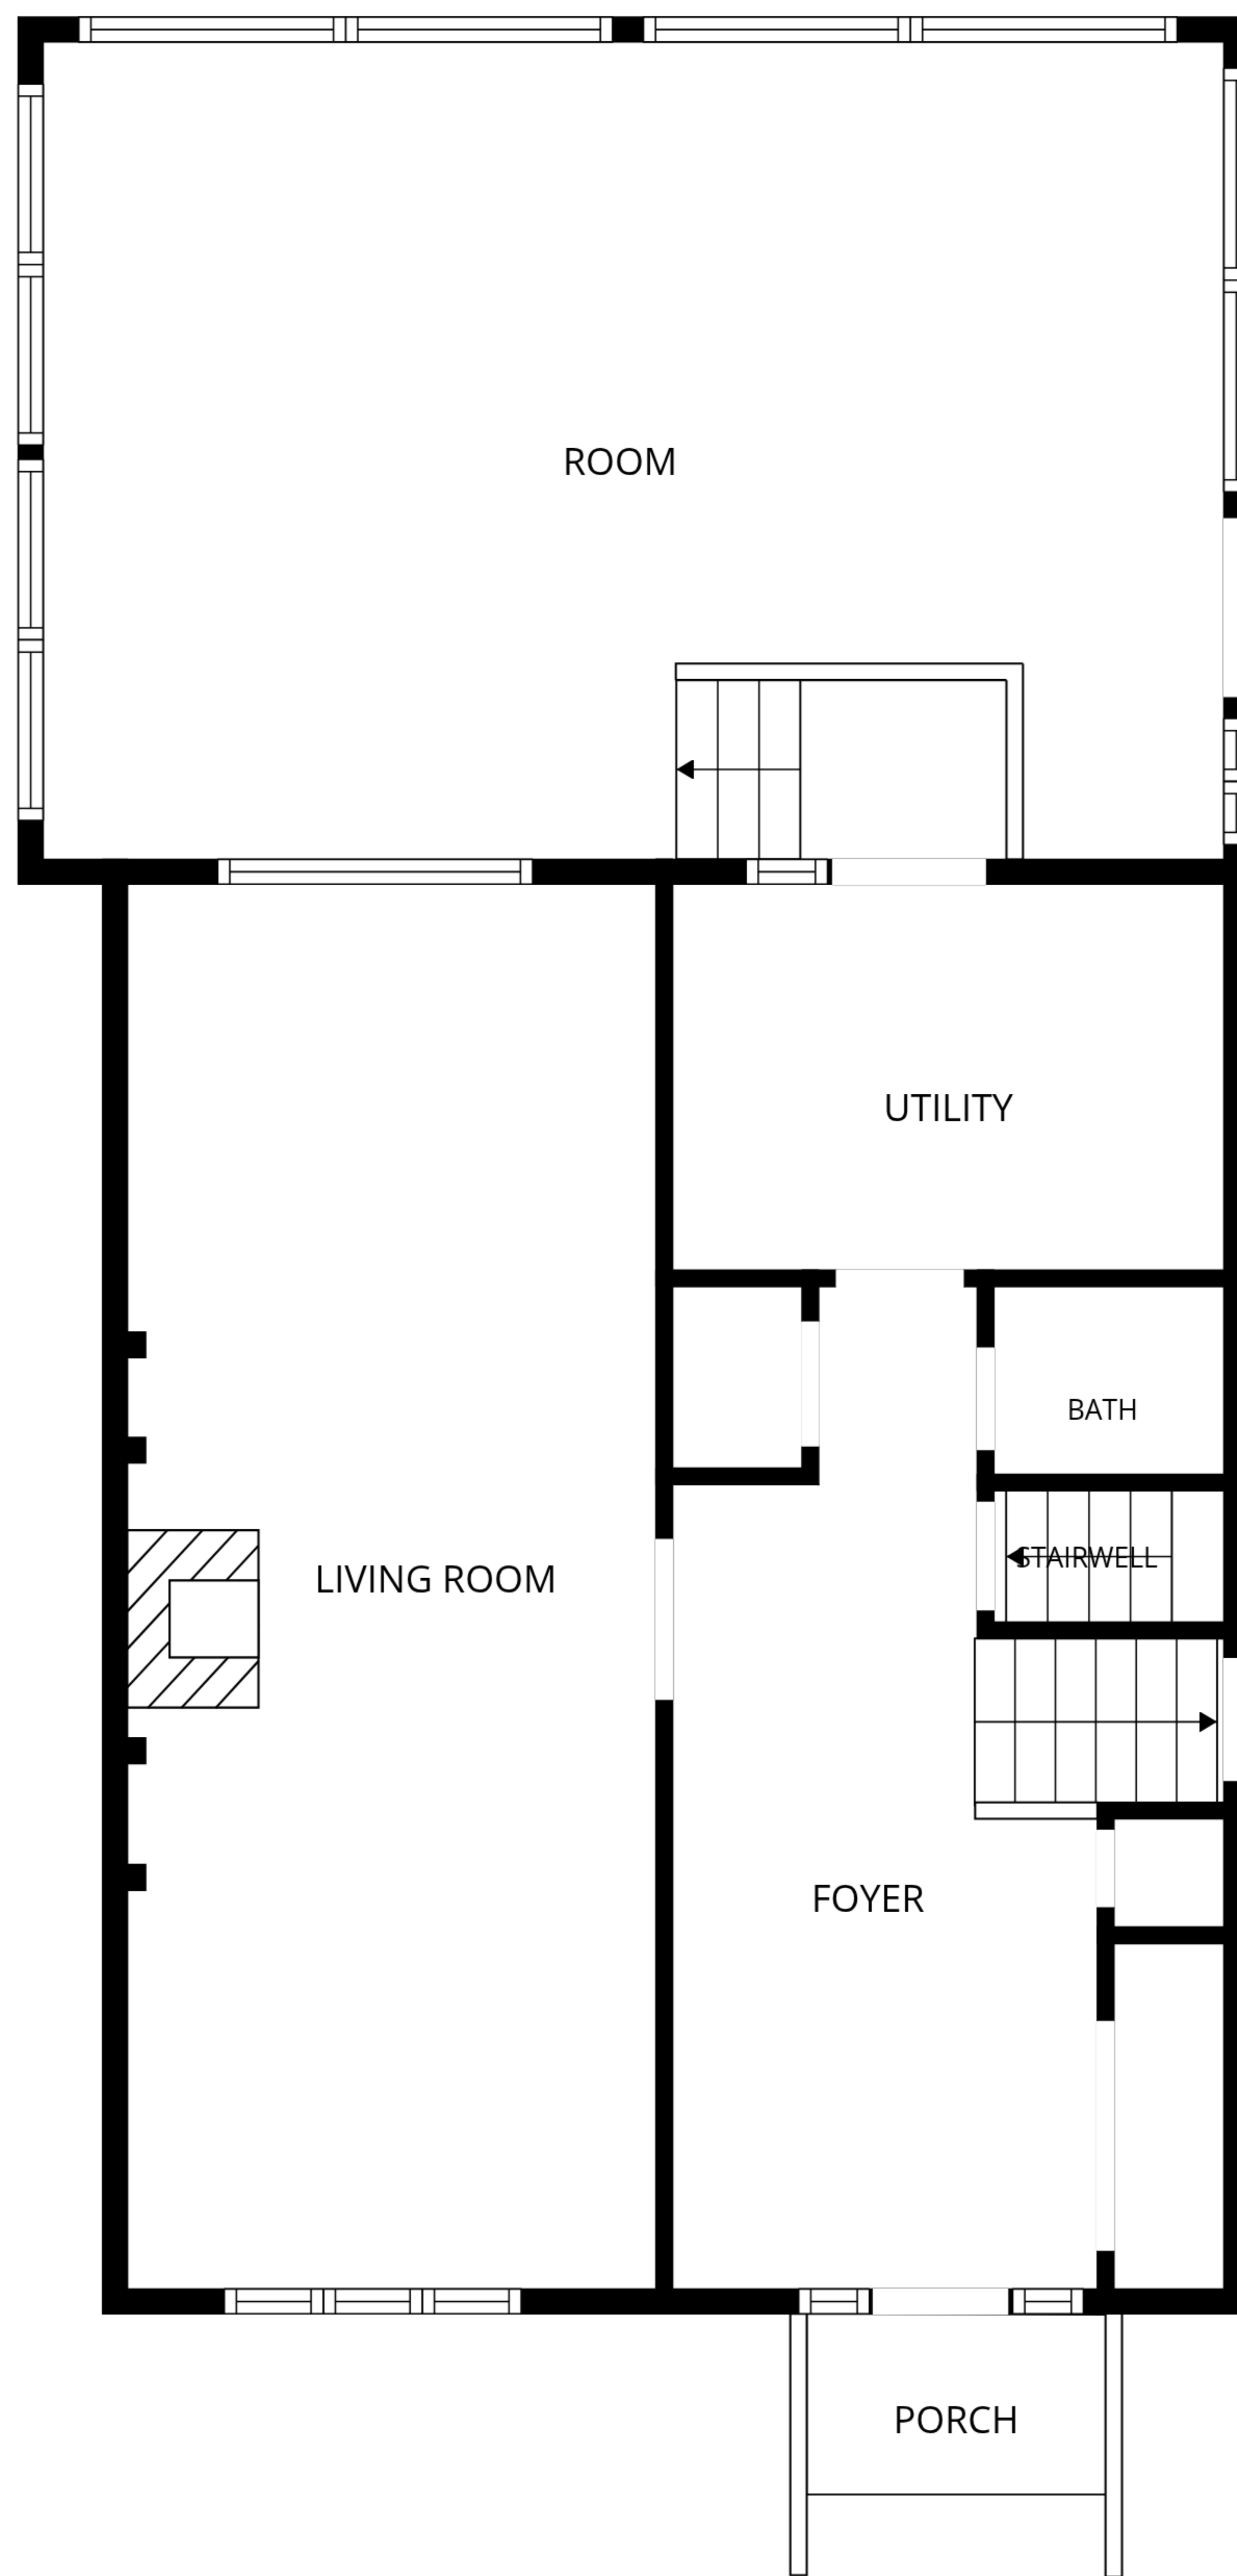 ROOM
UTILITY
BATH
STAIRWELL
LIVING ROOM
FOYER
PORCH